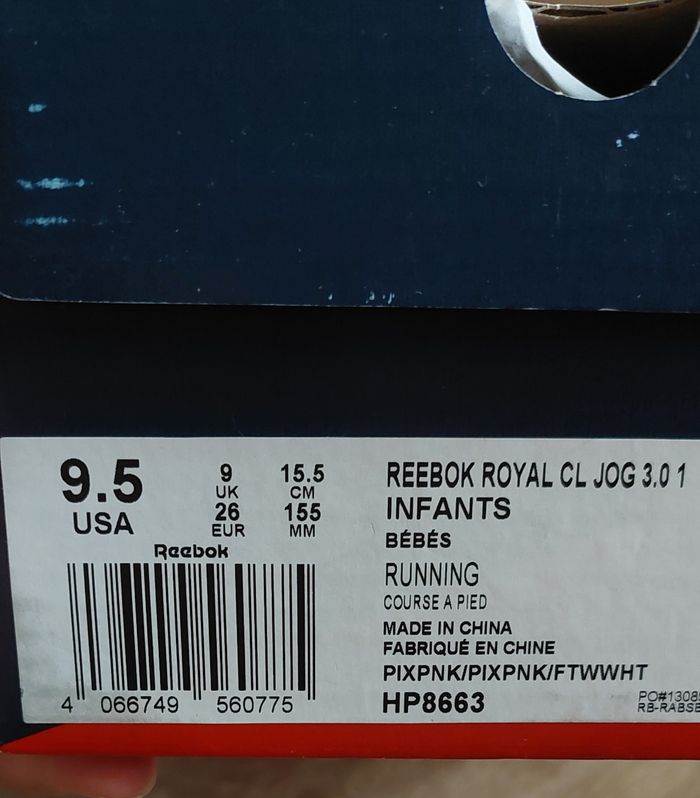 9.5
USA
9
UK
26
EUR
15.5
CM
155
MM
Reebok
4 066749 560775
REEBOK ROYAL CL JOG 3.0 1
INFANTS
BÉBÉS
RUNNING
COURSE A PIED
MADE IN CHINA
FABRIQUÉ EN CHINE
PIXPNK/PIXPNK/FTWWHT
HP8663